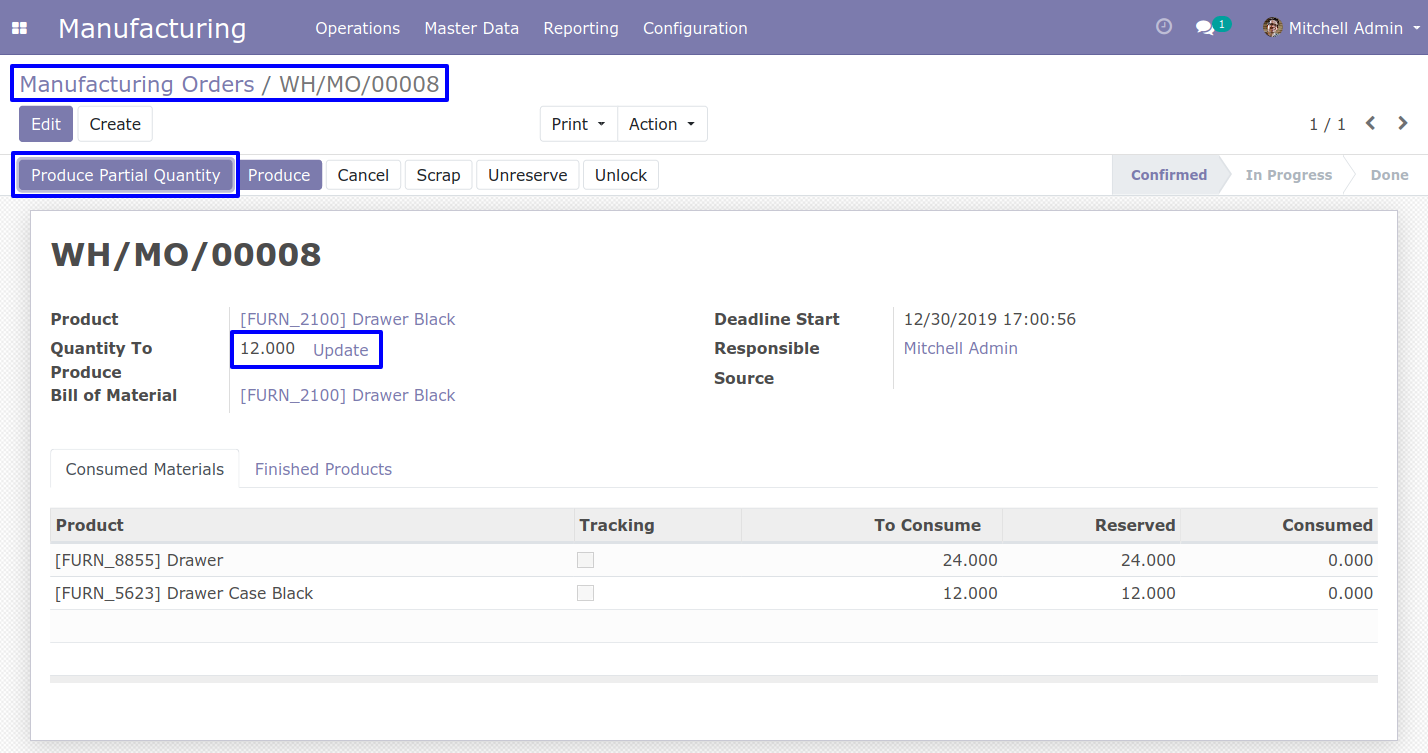 Manufacturing Operations Master Data Reporting Configuration 1 Mitchell Admin
Manufacturing Orders / WH/MO/00008
Edit Create Print Action 1 / 1
Produce Partial Quantity Produce Cancel Scrap Unreserve Unlock Confirmed In Progress Done
WH/MO/00008
Product [FURN_2100] Drawer Black Deadline Start 12/30/2019 17:00:56
Quantity To Produce 12.000 Update Responsible Mitchell Admin
Source
Bill of Material [FURN_2100] Drawer Black
Consumed Materials Finished Products
Product Tracking To Consume Reserved Consumed
[FURN_8855] Drawer 24.000 24.000 0.000
[FURN_5623] Drawer Case Black 12.000 12.000 0.000